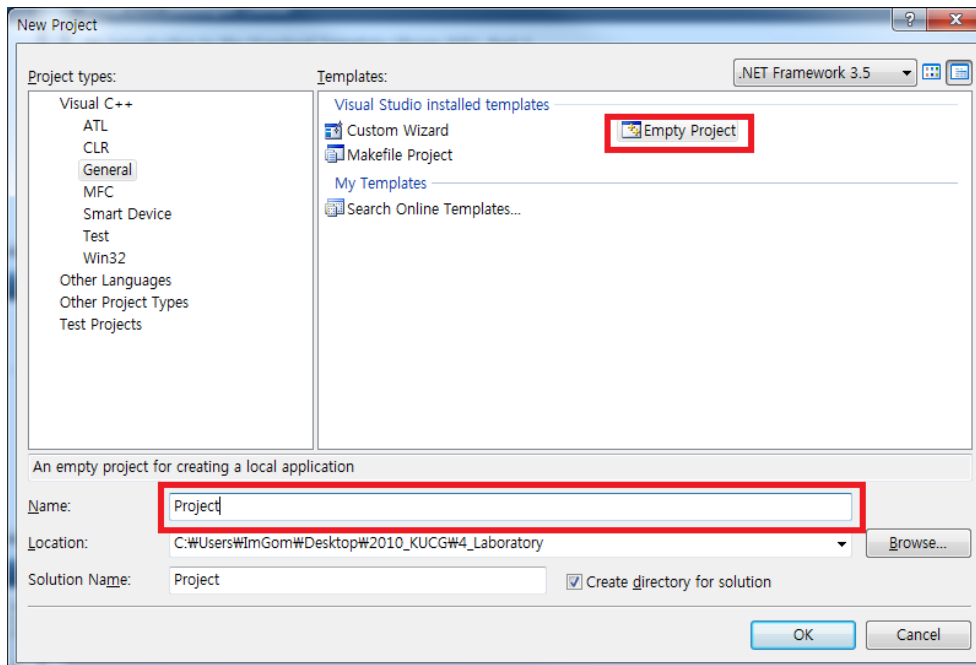 New Project
Project types:
Templates:
.NET Framework 3.5
Visual C++
ATL
CLR
General
MFC
Smart Device
Test
Win32
Other Languages
Other Project Types
Test Projects
Visual Studio installed templates
Custom Wizard
Empty Project
Makefile Project
My Templates
Search Online Templates...
An empty project for creating a local application
Name:
Project
Location:
C:₩Users₩ImGom₩Desktop₩2010_KUCG₩4_Laboratory
Browse...
Solution Name:
Project
Create directory for solution
OK
Cancel